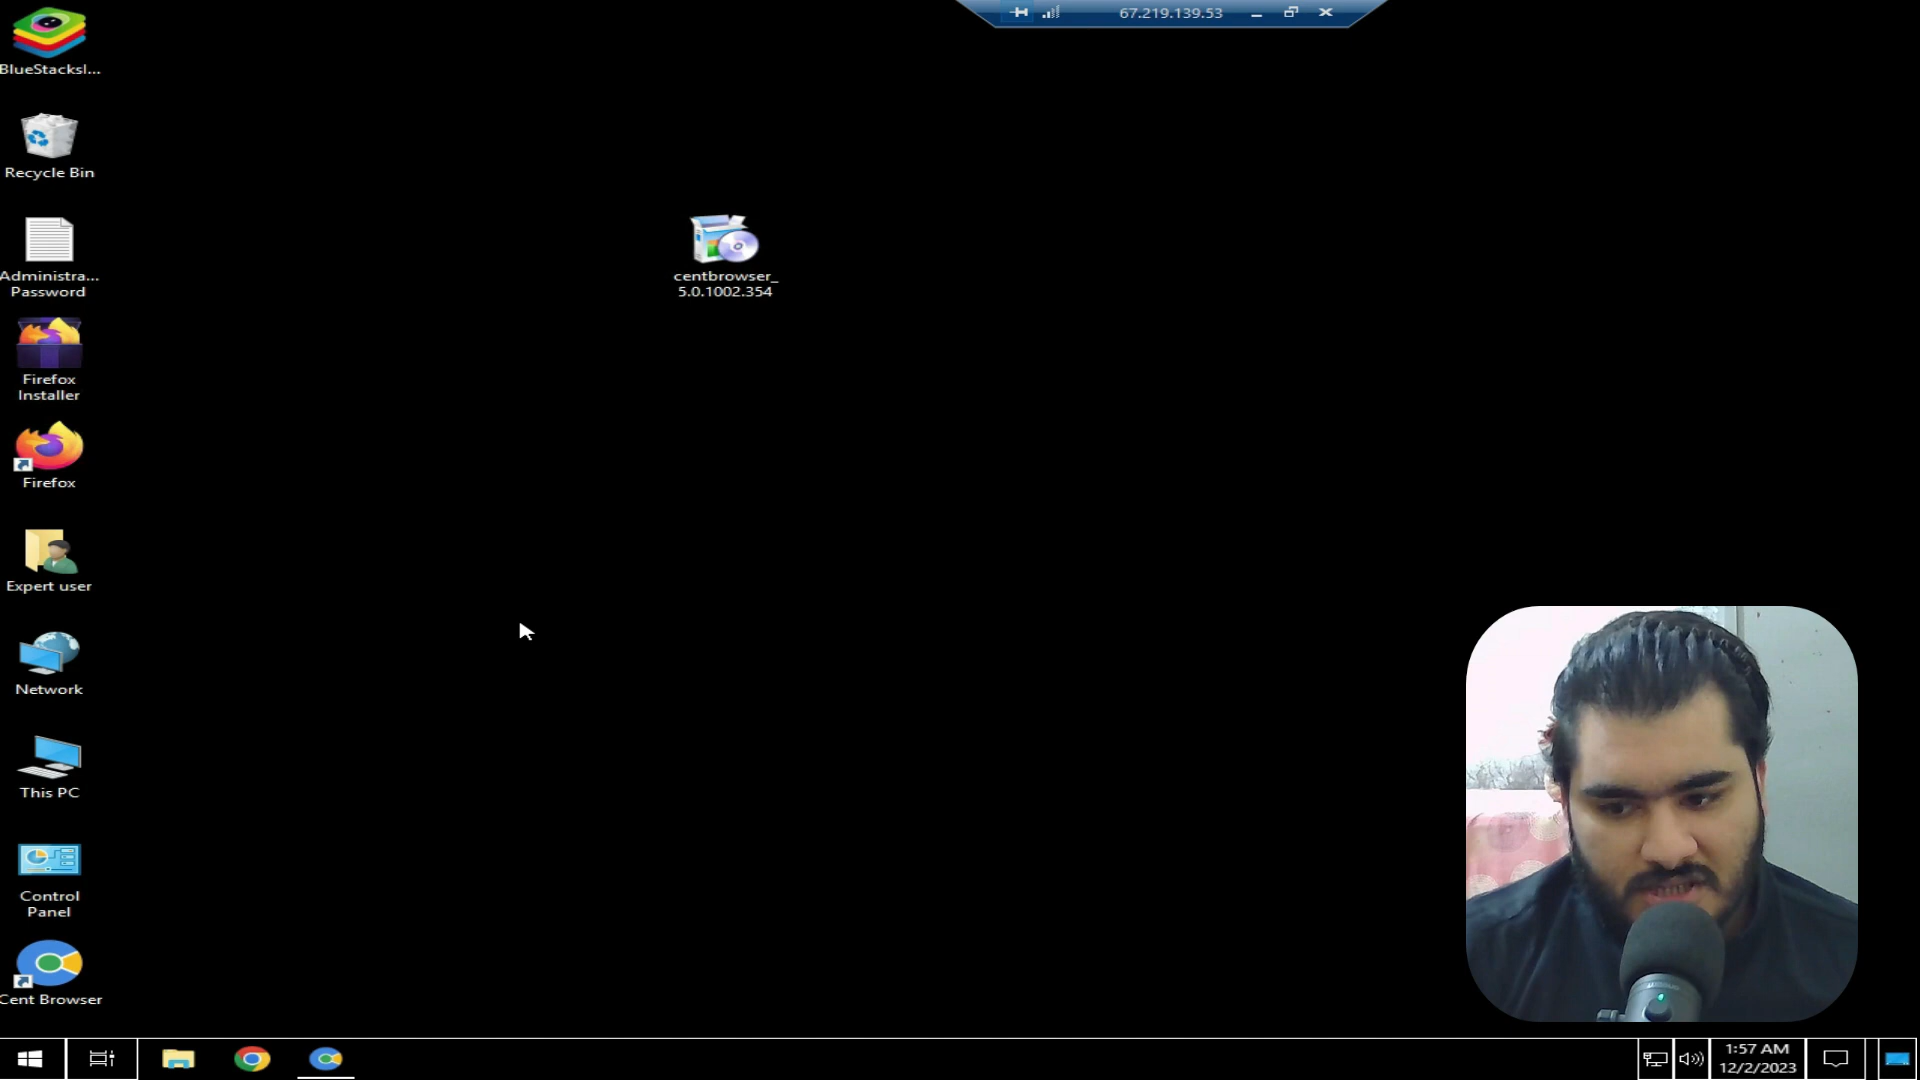 67.219.139.53
BlueStacksI...
Recycle Bin
Administra...
Password
centbrowser_
5.0.1002.354
Firefox
Installer
Firefox
Expert user
Network
This PC
Control
Panel
Cent Browser
1:57 AM
12/2/2023